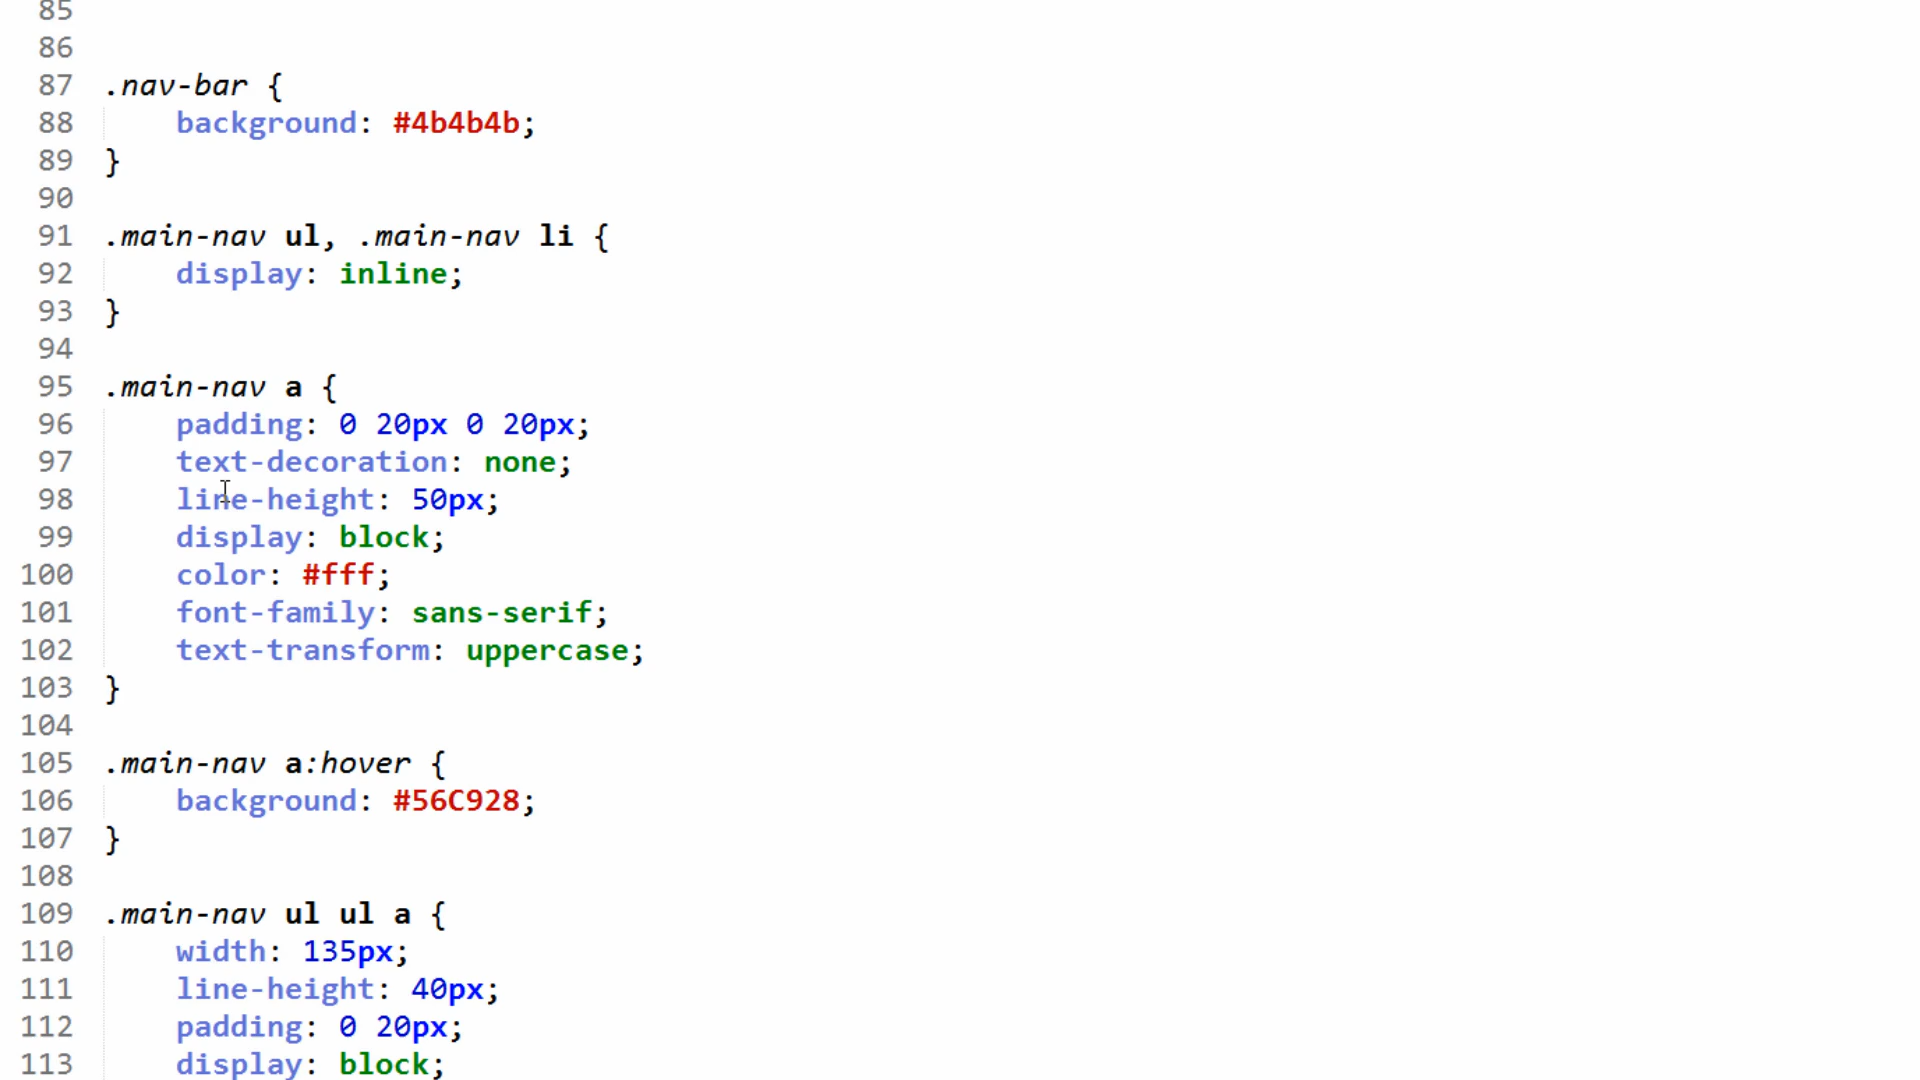 85
86
87 .nav-bar {
88 background: #4b4b4b;
89 }
90
91 .main-nav ul, .main-nav li {
92 display: inline;
93 }
94
95 .main-nav a {
96 padding: 0 20px 0 20px;
97 text-decoration: none;
98 line-height: 50px;
99 display: block;
100 color: #fff;
101 font-family: sans-serif;
102 text-transform: uppercase;
103 }
104
105 .main-nav a:hover {
106 background: #56C928;
107 }
108
109 .main-nav ul ul a {
110 width: 135px;
111 line-height: 40px;
112 padding: 0 20px;
113 display: block;